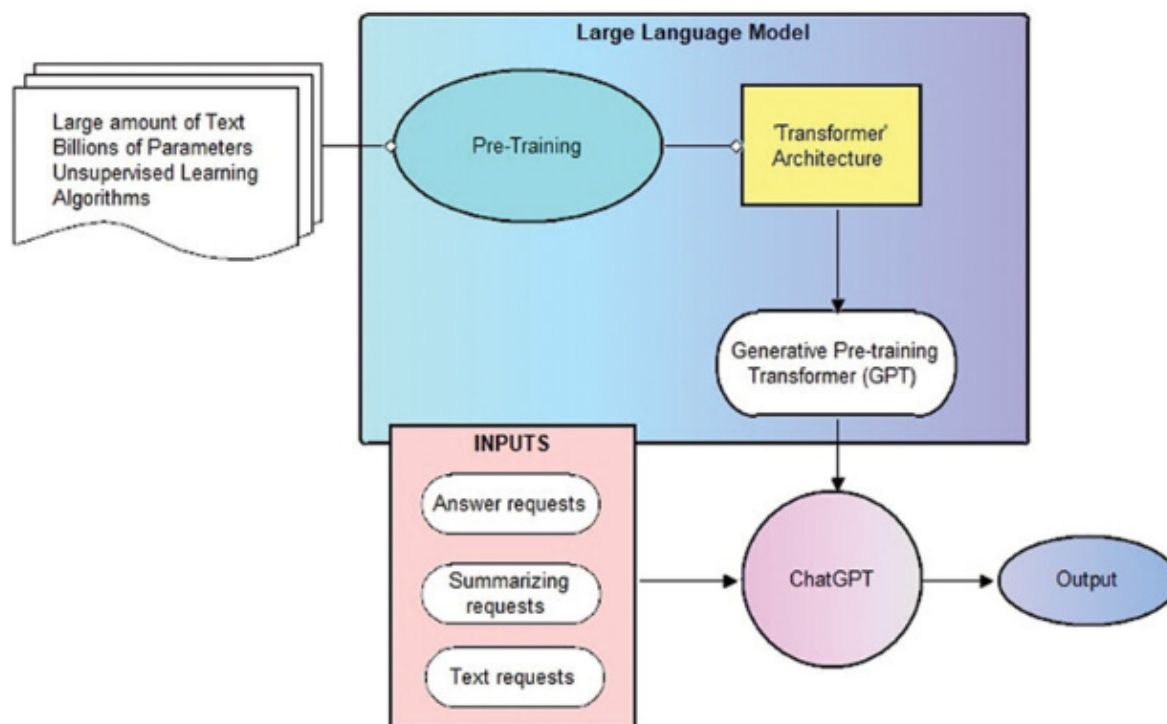 Large Language Model
Large amount of Text
Billions of Parameters
Unsupervised Learning
Algorithms
Pre-Training
'Transformer'
Architecture
Generative Pre-training
Transformer (GPT)
INPUTS
Answer requests
Summarizing
requests
Text requests
ChatGPT
Output